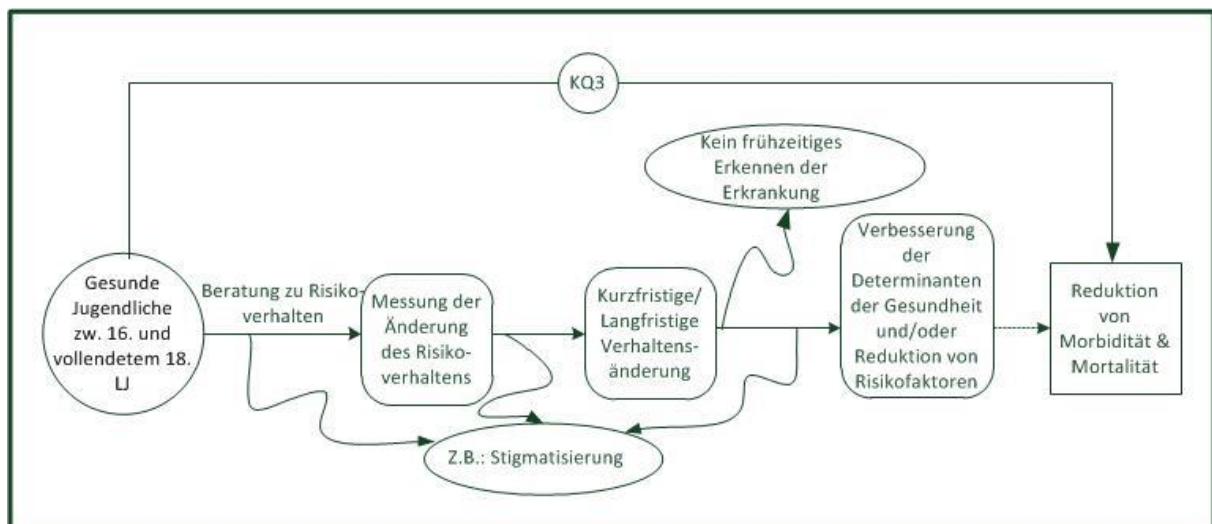 KQ3
Kein frühzeitiges
Erkennen der
Erkrankung
Gesunde
Jugendliche
zw. 16. und
vollendetem 18.
LJ
Beratung zu Risiko-
verhalten
Messung der
Änderung
des Risiko-
verhaltens
Kurzfristige/
Langfristige
Verhaltens-
änderung
Verbesserung
der
Determinanten
der Gesundheit
und/oder
Reduktion von
Risikofaktoren
Reduktion
von
Morbidität &
Mortalität
Z.B.: Stigmatisierung